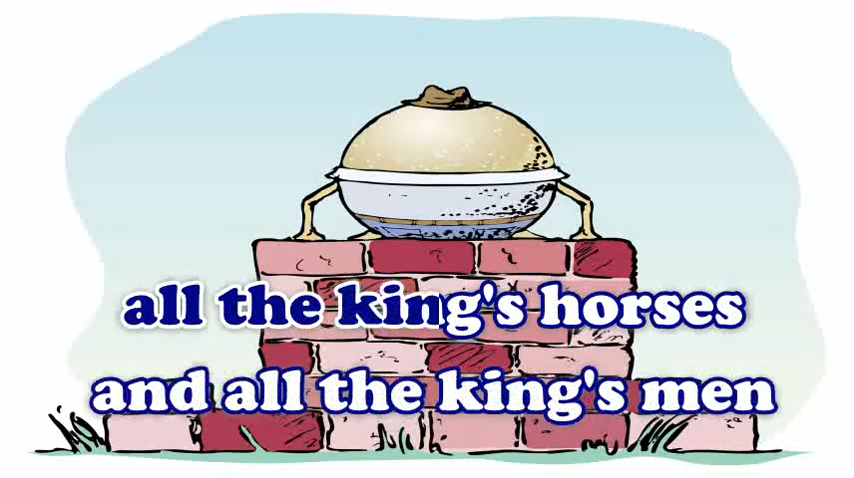 all the king's horses
and all the king's men